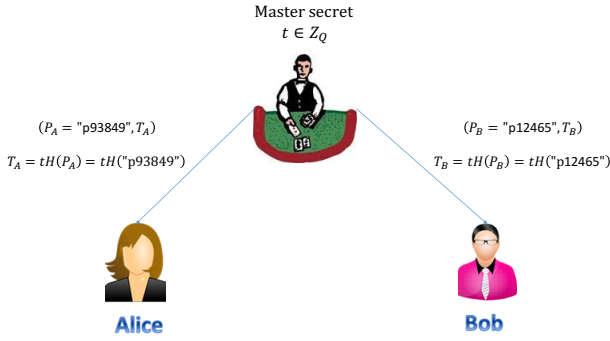 Master secret
t ∈ Z_Q
(P_A = "p93849", T_A)
T_A = tH(P_A) = tH("p93849")
(P_B = "p12465", T_B)
T_B = tH(P_B) = tH("p12465")
Alice
Bob